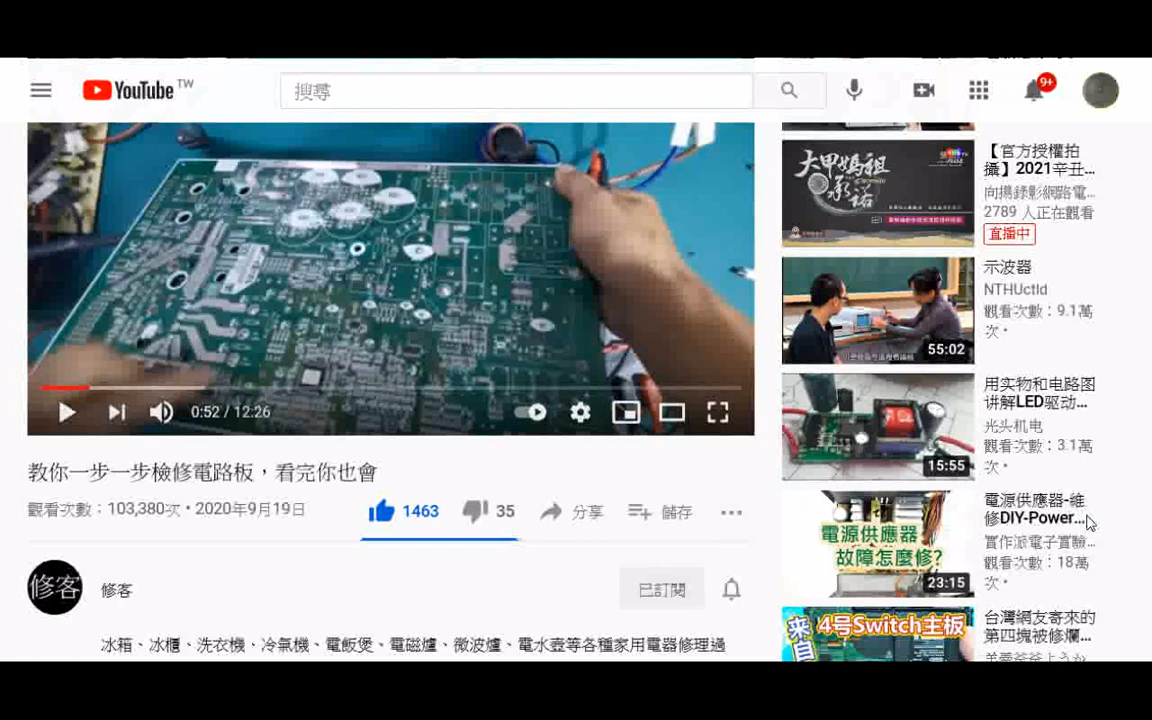 YouTube TW
搜尋
9+
0:52 / 12:26
教你一步一步檢修電路板，看完你也會
觀看次數：103,380次 • 2020年9月19日
1463
35
分享
儲存
修客
修客
已訂閱
冰箱、冰櫃、洗衣機、冷氣機、電飯煲、電磁爐、微波爐、電水壺等各種家用電器修理過
大甲媽祖
承諾
【官方授權拍
攝】2021辛丑...
向揚錄影網路電...
2789 人正在觀看
直播中
55:02
示波器
NTHUctld
觀看次數：9.1萬
次 •
15:55
用实物和电路图
讲解LED驱动...
光头机电
觀看次數：3.1萬
次 •
電源供應器
故障怎麼修?
23:15
電源供應器-維
修DIY-Power...
實作派電子實驗...
觀看次數：18萬
次 •
來自
4号Switch主板
台灣網友寄來的
第四塊被修爛...